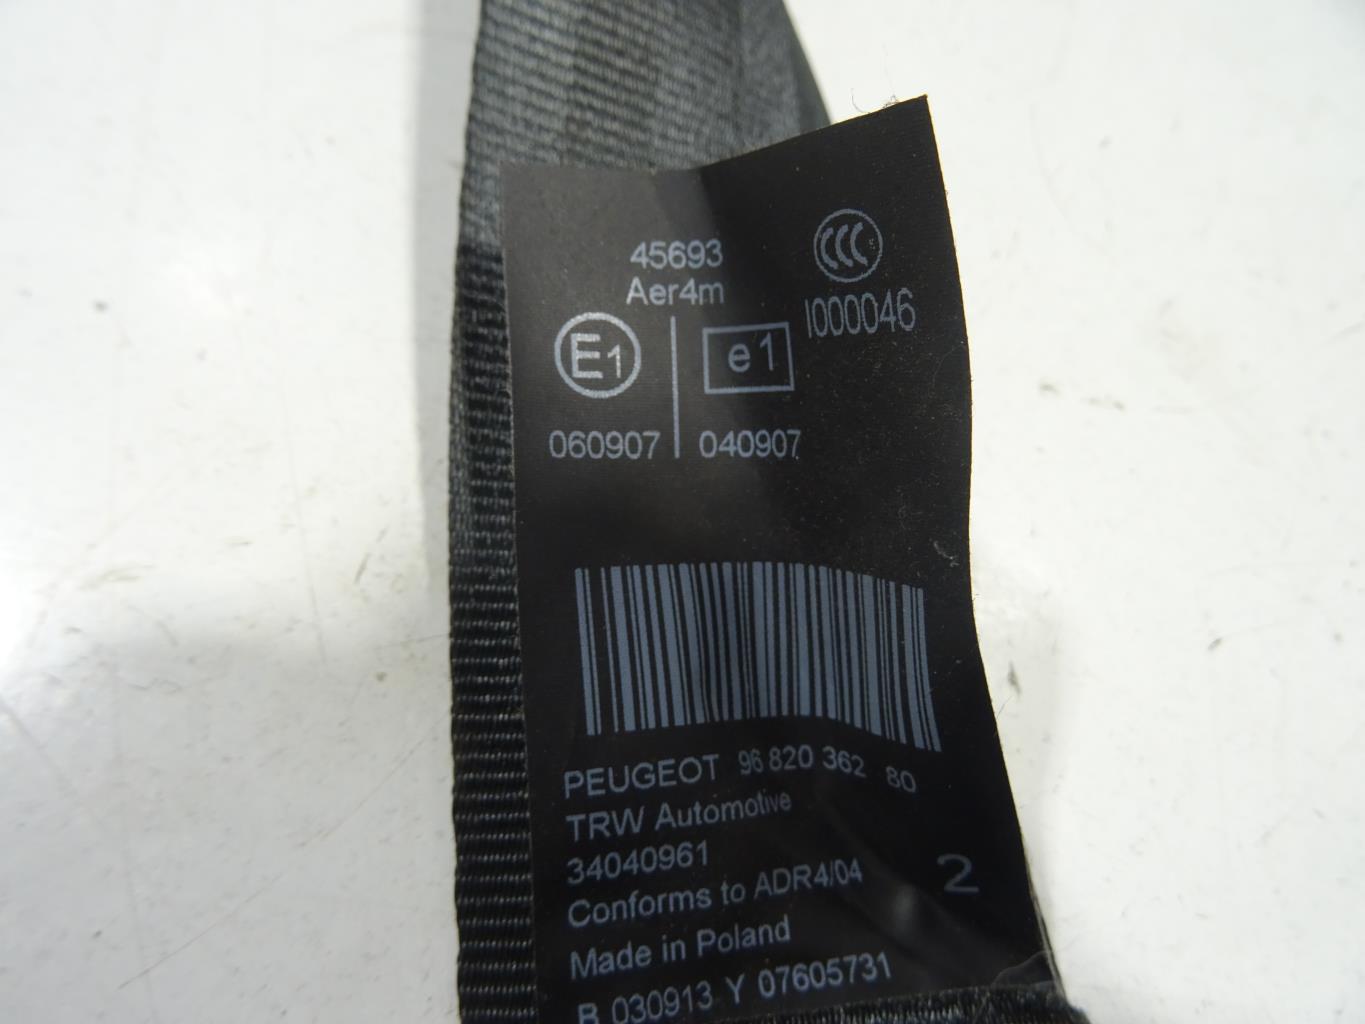 45693
Aer4m
CCC
I000046
E1
e1
060907
040907
PEUGEOT 96 820 362 80
TRW Automotive
34040961
Conforms to ADR4/04
2
Made in Poland
B 030913 Y 07605731